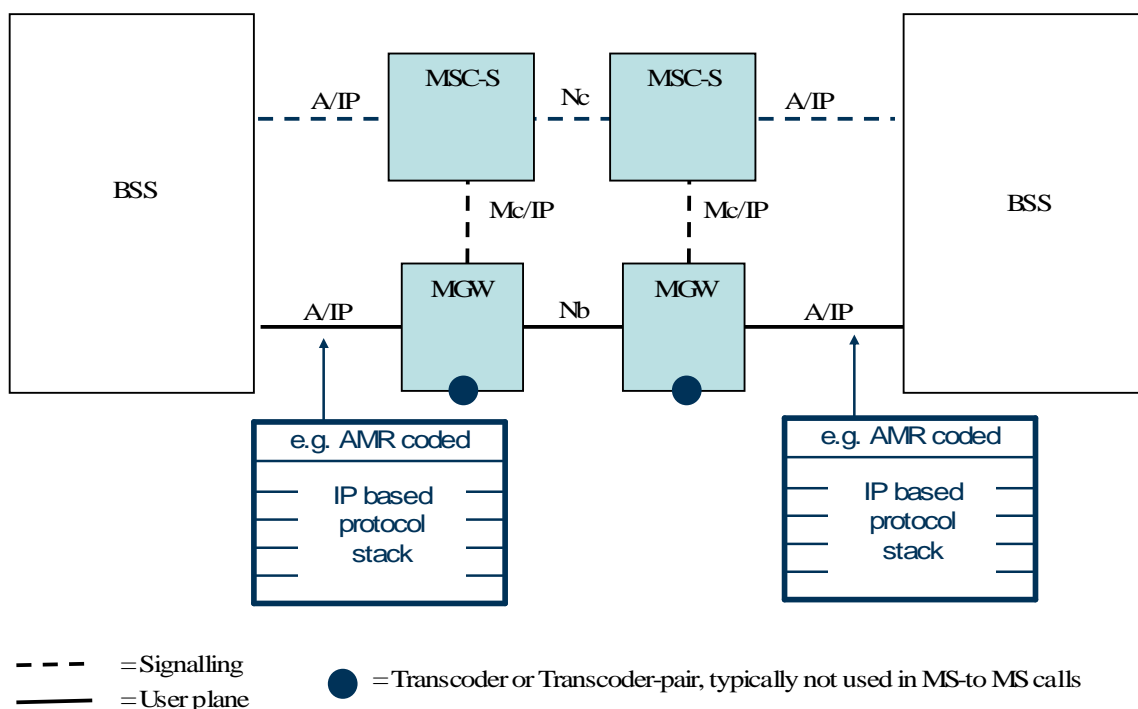 MSC-S
MSC-S
A/IP
Nc
A/IP
BSS
BSS
Mc/IP
Mc/IP
MGW
MGW
A/IP
Nb
A/IP
e.g. AMR coded
IP based
protocol
stack
e.g. AMR coded
IP based
protocol
stack
= Signalling
= User plane
= Transcoder or Transcoder-pair, typically not used in MS-to MS calls